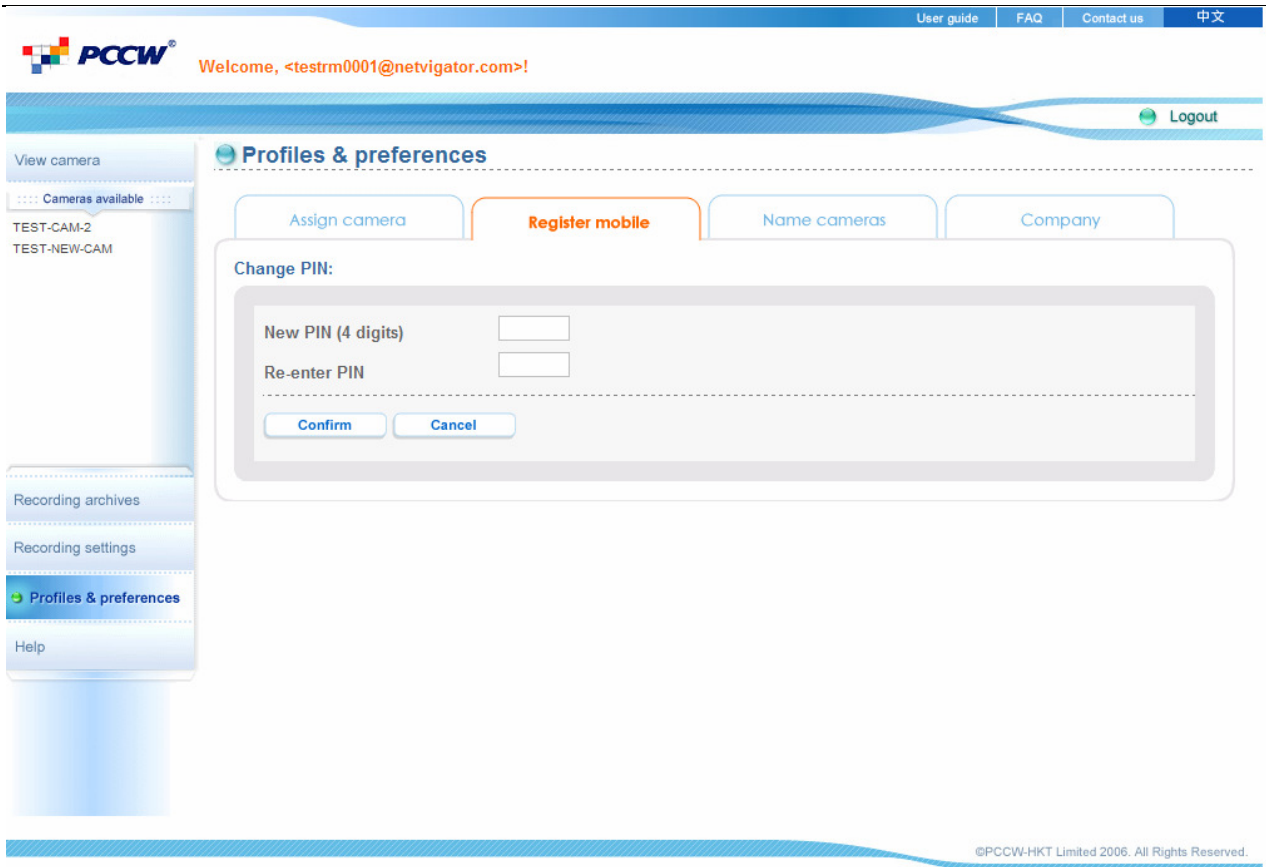 User guide FAQ Contact us 中文
PCCW®
Welcome, <testrm0001@netvigator.com>!
Logout
View camera
Cameras available
TEST-CAM-2
TEST-NEW-CAM
Recording archives
Recording settings
Profiles & preferences
Help
Profiles & preferences
Assign camera Register mobile Name cameras Company
Change PIN:
New PIN (4 digits)
Re-enter PIN
Confirm Cancel
©PCCW-HKT Limited 2006. All Rights Reserved.